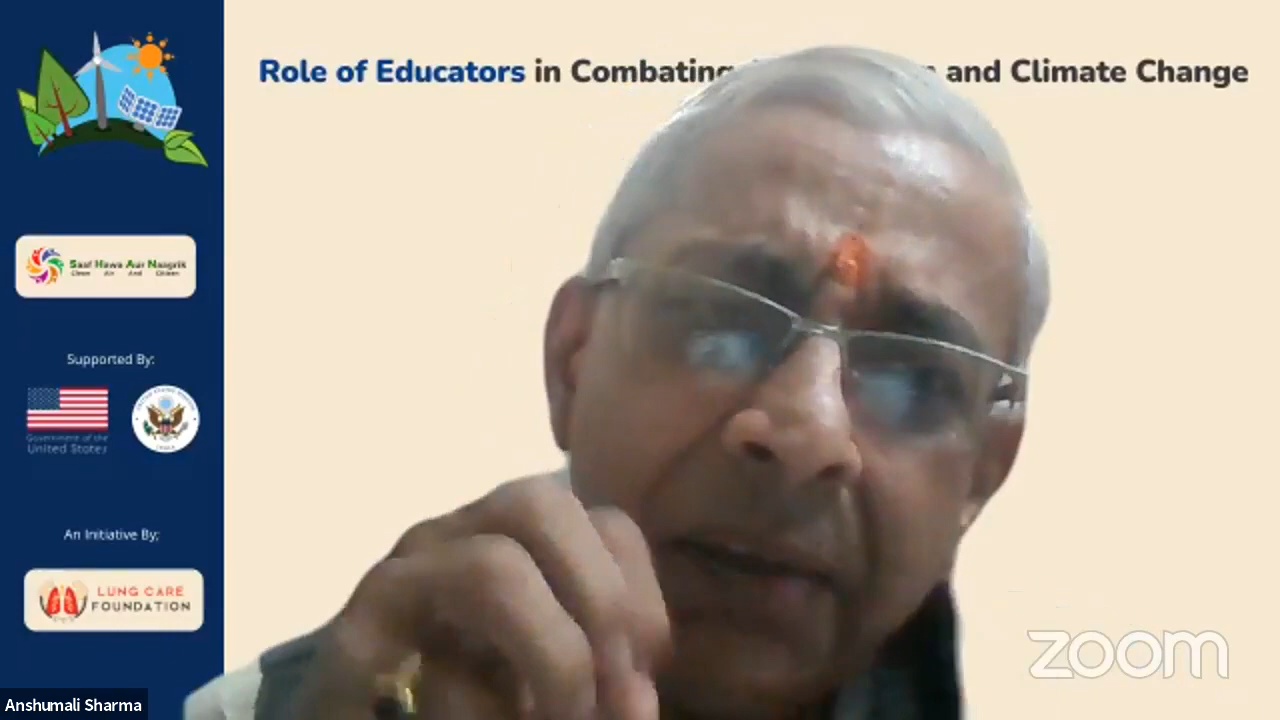 Role of Educators in Combating and Climate Change
Saaf Hawa Aur Naagrik
Clean Air And Citizen
Supported By:
Government of the
United States
An Initiative By:
LUNG CARE
FOUNDATION
zoom
Anshumali Sharma